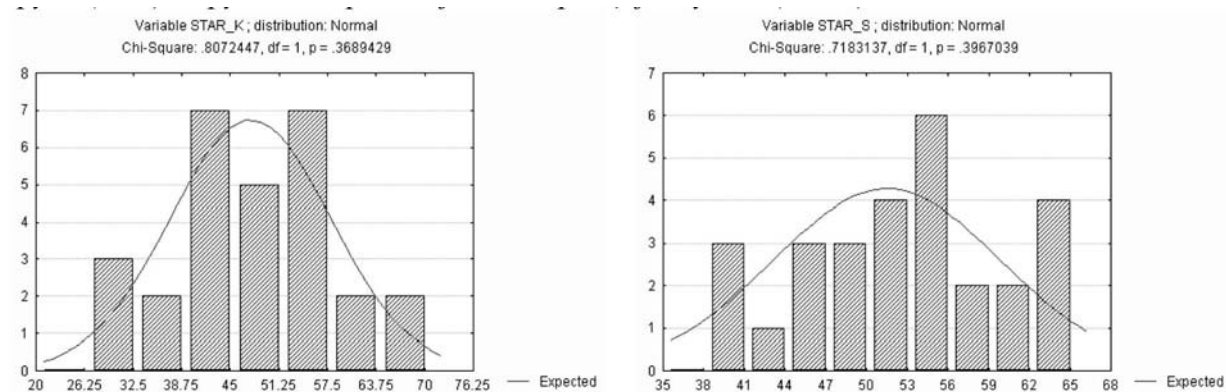 Variable STAR_K ; distribution: Normal
Chi-Square: .8072447, df = 1, p = .3689429
8
7
6
5
4
3
2
1
0
20 26.25 32.5 38.75 45 51.25 57.5 63.75 70 76.25
Expected
Variable STAR_S ; distribution: Normal
Chi-Square: .7183137, df = 1, p = .3967039
7
6
5
4
3
2
1
0
35 38 41 44 47 50 53 56 59 62 65 68
Expected